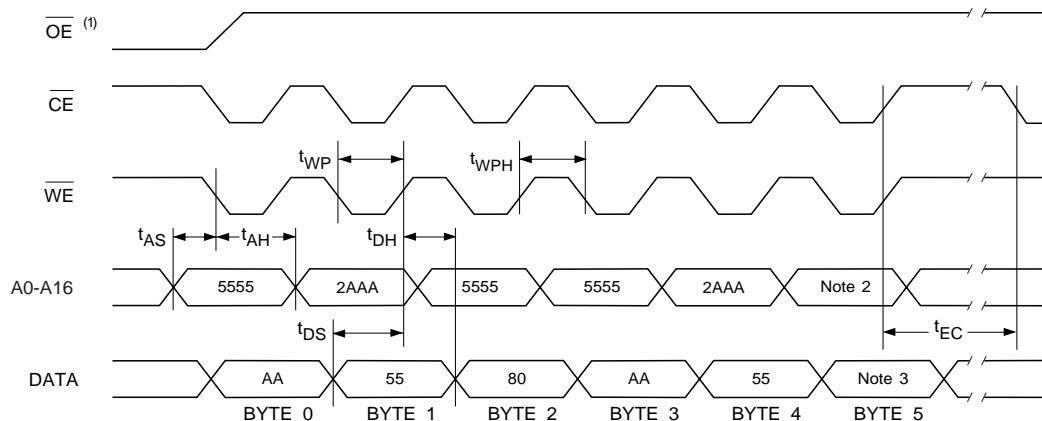 OE (1)
CE
tWP
tWPH
WE
tAS
tAH
tDH
A0-A16
5555
2AAA
5555
5555
2AAA
Note 2
tDS
tEC
DATA
AA
55
80
AA
55
Note 3
BYTE 0
BYTE 1
BYTE 2
BYTE 3
BYTE 4
BYTE 5